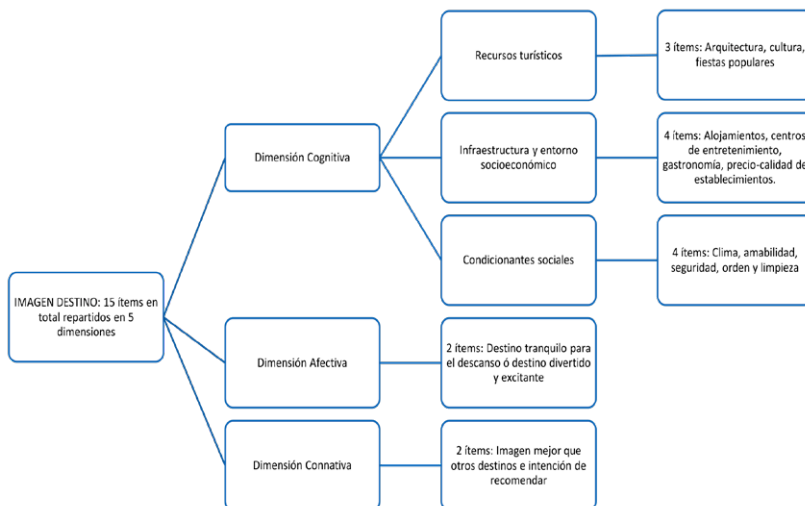 IMAGEN DESTINO: 15 ítems en
total repartidos en 5
dimensiones
Dimensión Cognitiva
Recursos turísticos
3 ítems: Arquitectura, cultura,
fiestas populares
Infraestructura y entorno
socioeconómico
4 ítems: Alojamientos, centros
de entretenimiento,
gastronomía, precio-calidad de
establecimientos.
Condicionantes sociales
4 ítems: Clima, amabilidad,
seguridad, orden y limpieza
Dimensión Afectiva
2 ítems: Destino tranquilo para
el descanso ó destino divertido
y excitante
Dimensión Connativa
2 ítems: Imagen mejor que
otros destinos e intención de
recomendar